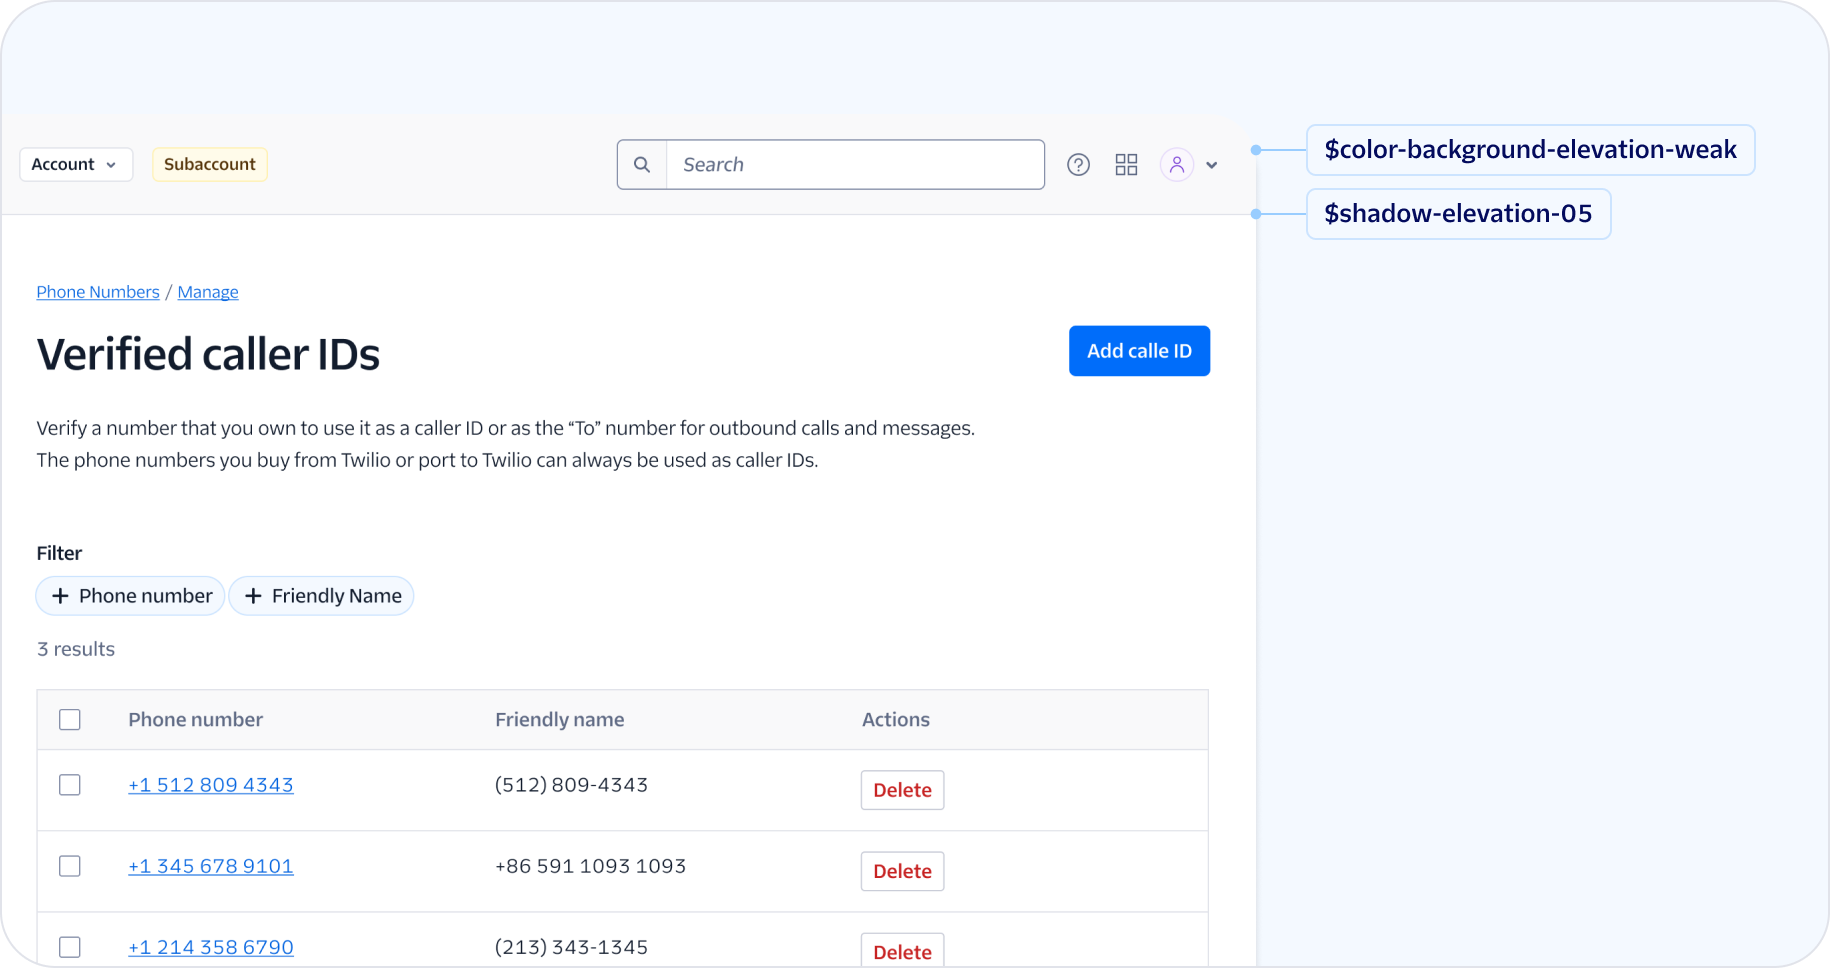 Account
Subaccount
Search
$color-background-elevation-weak
$shadow-elevation-05
Phone Numbers / Manage
Verified caller IDs
Add calle ID
Verify a number that you own to use it as a caller ID or as the “To” number for outbound calls and messages.
The phone numbers you buy from Twilio or port to Twilio can always be used as caller IDs.
Filter
+ Phone number
+ Friendly Name
3 results
Phone number Friendly name Actions
+1 512 809 4343 (512) 809-4343 Delete
+1 345 678 9101 +86 591 1093 1093 Delete
+1 214 358 6790 (213) 343-1345 Delete